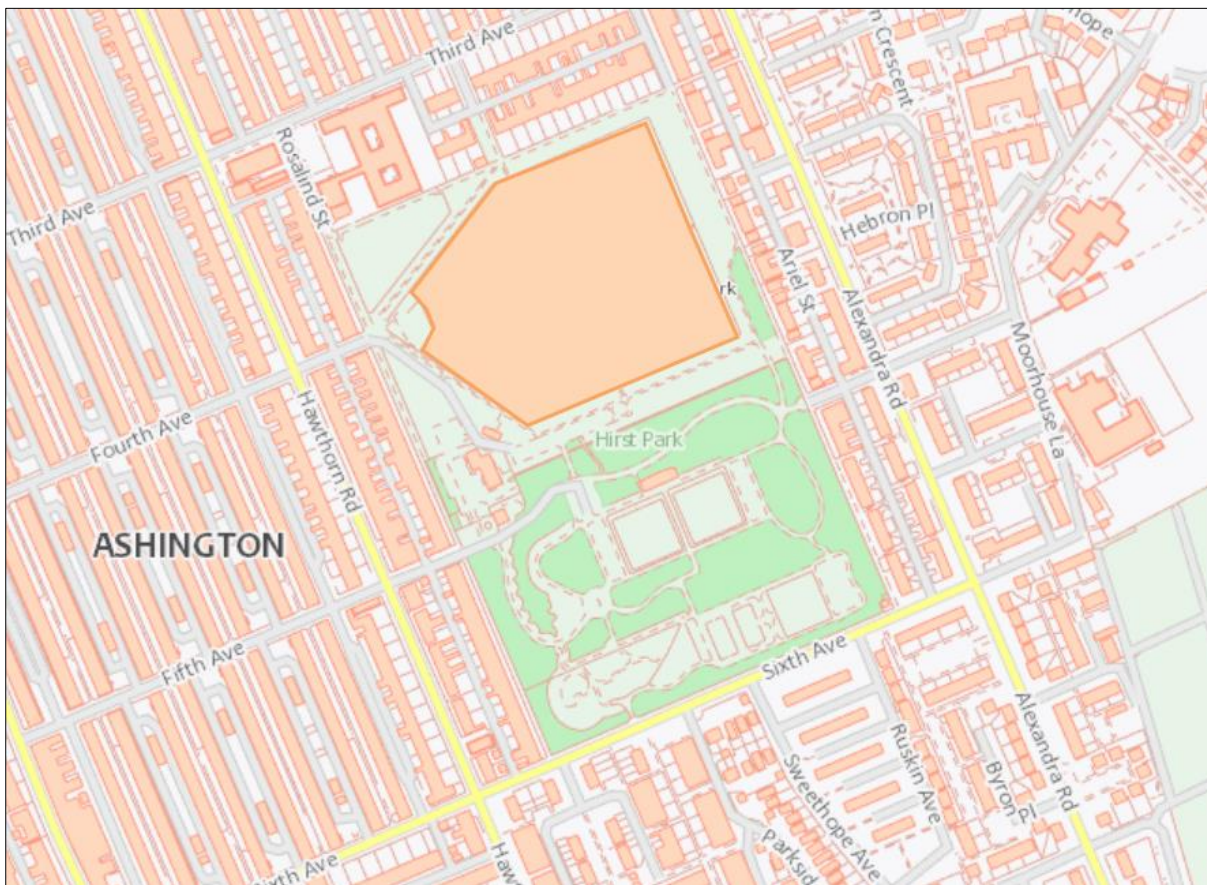 Third Ave
Crescent
Rosalind St
Third Ave
Hebron Pl
Ariel St
Alexandra Rd
Moorhouse La
Fourth Ave
Hawthorn Rd
Hirst Park
ASHINGTON
Fifth Ave
Sixth Ave
Ruskin Ave
Alexandra Rd
Byron Pl
Sweethope Ave
Sixth Ave